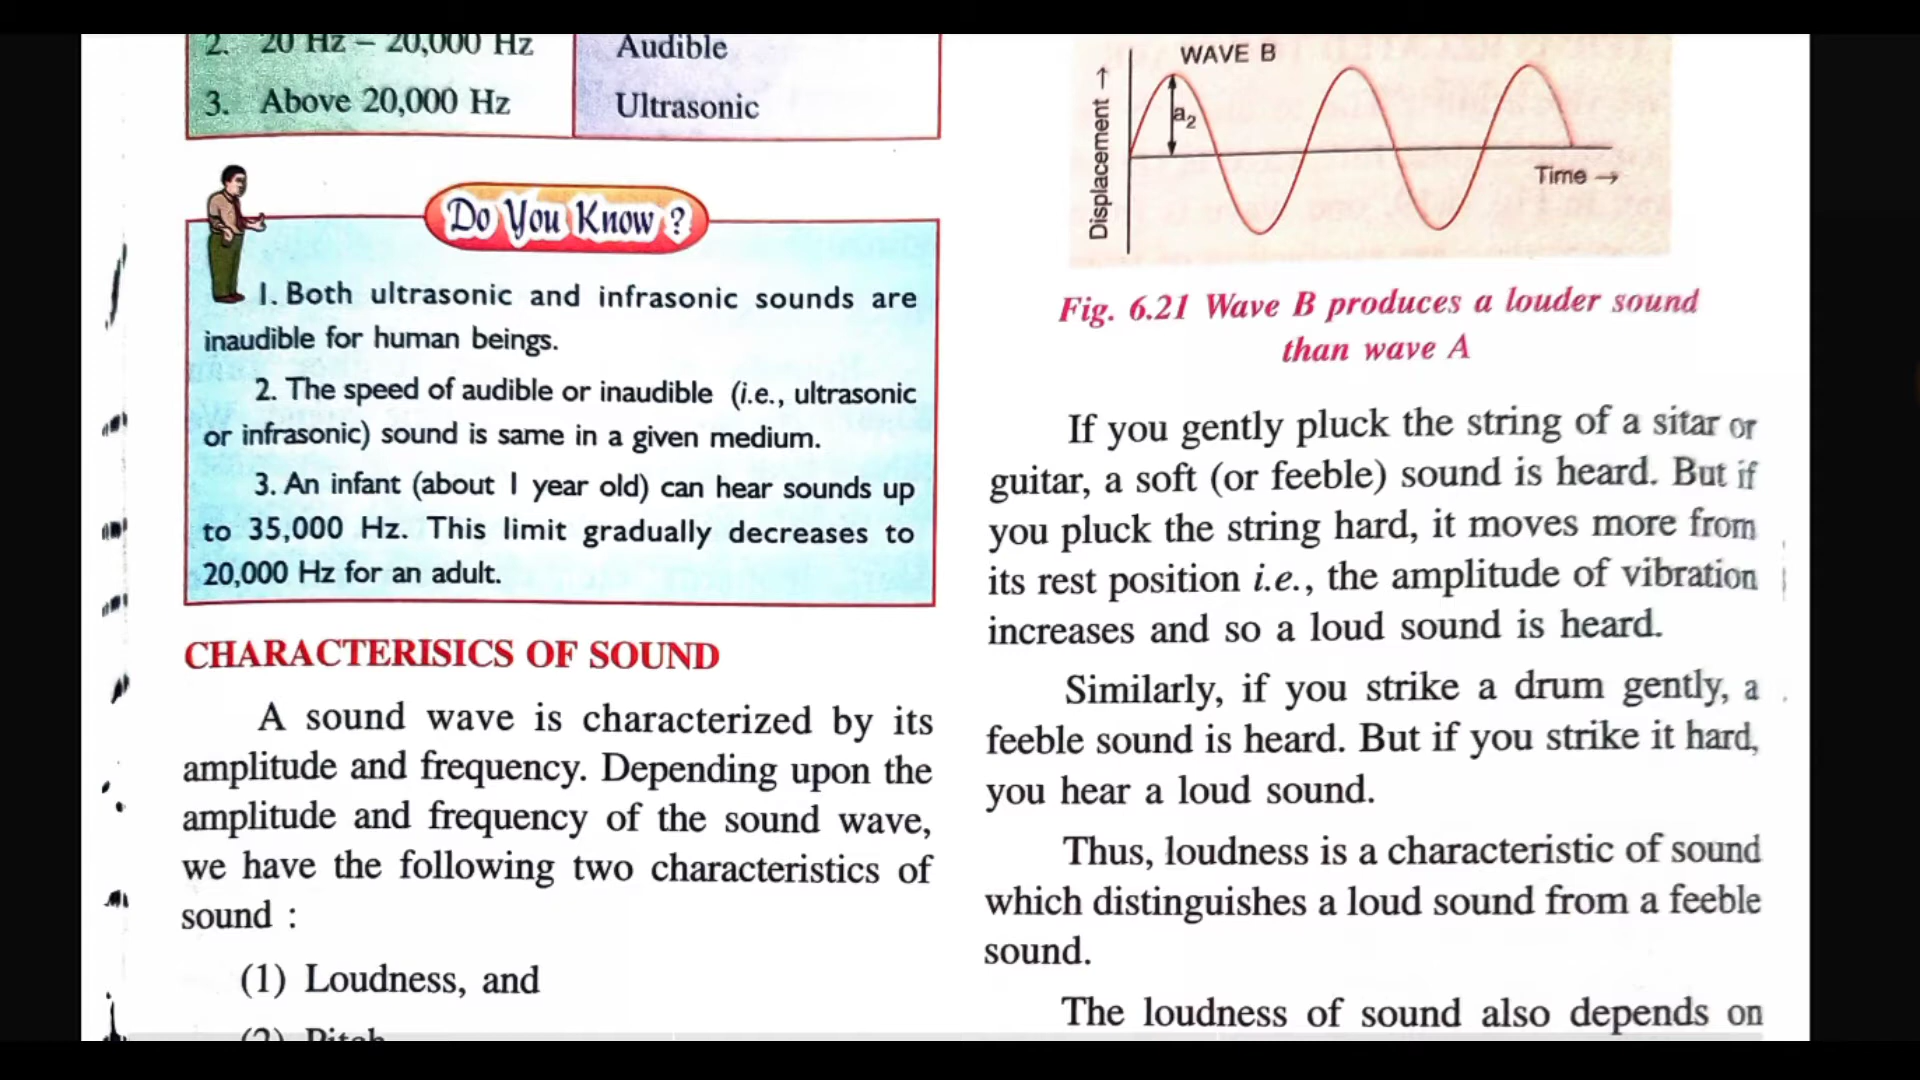 2. 20 Hz – 20,000 Hz Audible
3. Above 20,000 Hz Ultrasonic
Do You Know ?
1. Both ultrasonic and infrasonic sounds are
inaudible for human beings.
2. The speed of audible or inaudible (i.e., ultrasonic
or infrasonic) sound is same in a given medium.
3. An infant (about 1 year old) can hear sounds up
to 35,000 Hz. This limit gradually decreases to
20,000 Hz for an adult.
CHARACTERISICS OF SOUND
A sound wave is characterized by its
amplitude and frequency. Depending upon the
amplitude and frequency of the sound wave,
we have the following two characteristics of
sound :
(1) Loudness, and
(2) Pitch
WAVE B
Displacement →
a2
Time →
Fig. 6.21 Wave B produces a louder sound
than wave A
If you gently pluck the string of a sitar or
guitar, a soft (or feeble) sound is heard. But if
you pluck the string hard, it moves more from
its rest position i.e., the amplitude of vibration
increases and so a loud sound is heard.
Similarly, if you strike a drum gently, a
feeble sound is heard. But if you strike it hard,
you hear a loud sound.
Thus, loudness is a characteristic of sound
which distinguishes a loud sound from a feeble
sound.
The loudness of sound also depends on